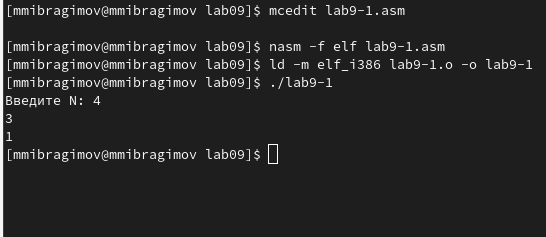 [mmibragimov@mmibragimov lab09]$ mcedit lab9-1.asm
[mmibragimov@mmibragimov lab09]$ nasm -f elf lab9-1.asm
[mmibragimov@mmibragimov lab09]$ ld -m elf_i386 lab9-1.o -o lab9-1
[mmibragimov@mmibragimov lab09]$ ./lab9-1
Введите N: 4
3
1
[mmibragimov@mmibragimov lab09]$